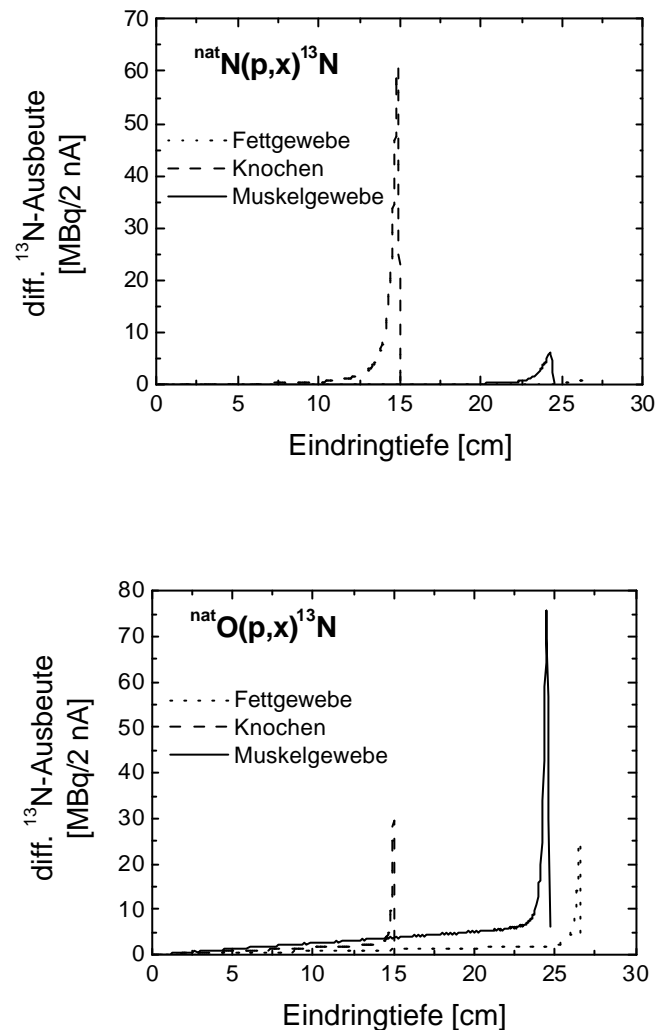 70
60
50
40
30
20
10
0
diff. ¹³N-Ausbeute
[MBq/2 nA]
ⁿᵃᵗN(p,x)¹³N
Fettgewebe
Knochen
Muskelgewebe
0 5 10 15 20 25 30
Eindringtiefe [cm]
80
70
60
50
40
30
20
10
0
diff. ¹³N-Ausbeute
[MBq/2 nA]
ⁿᵃᵗO(p,x)¹³N
Fettgewebe
Knochen
Muskelgewebe
0 5 10 15 20 25 30
Eindringtiefe [cm]